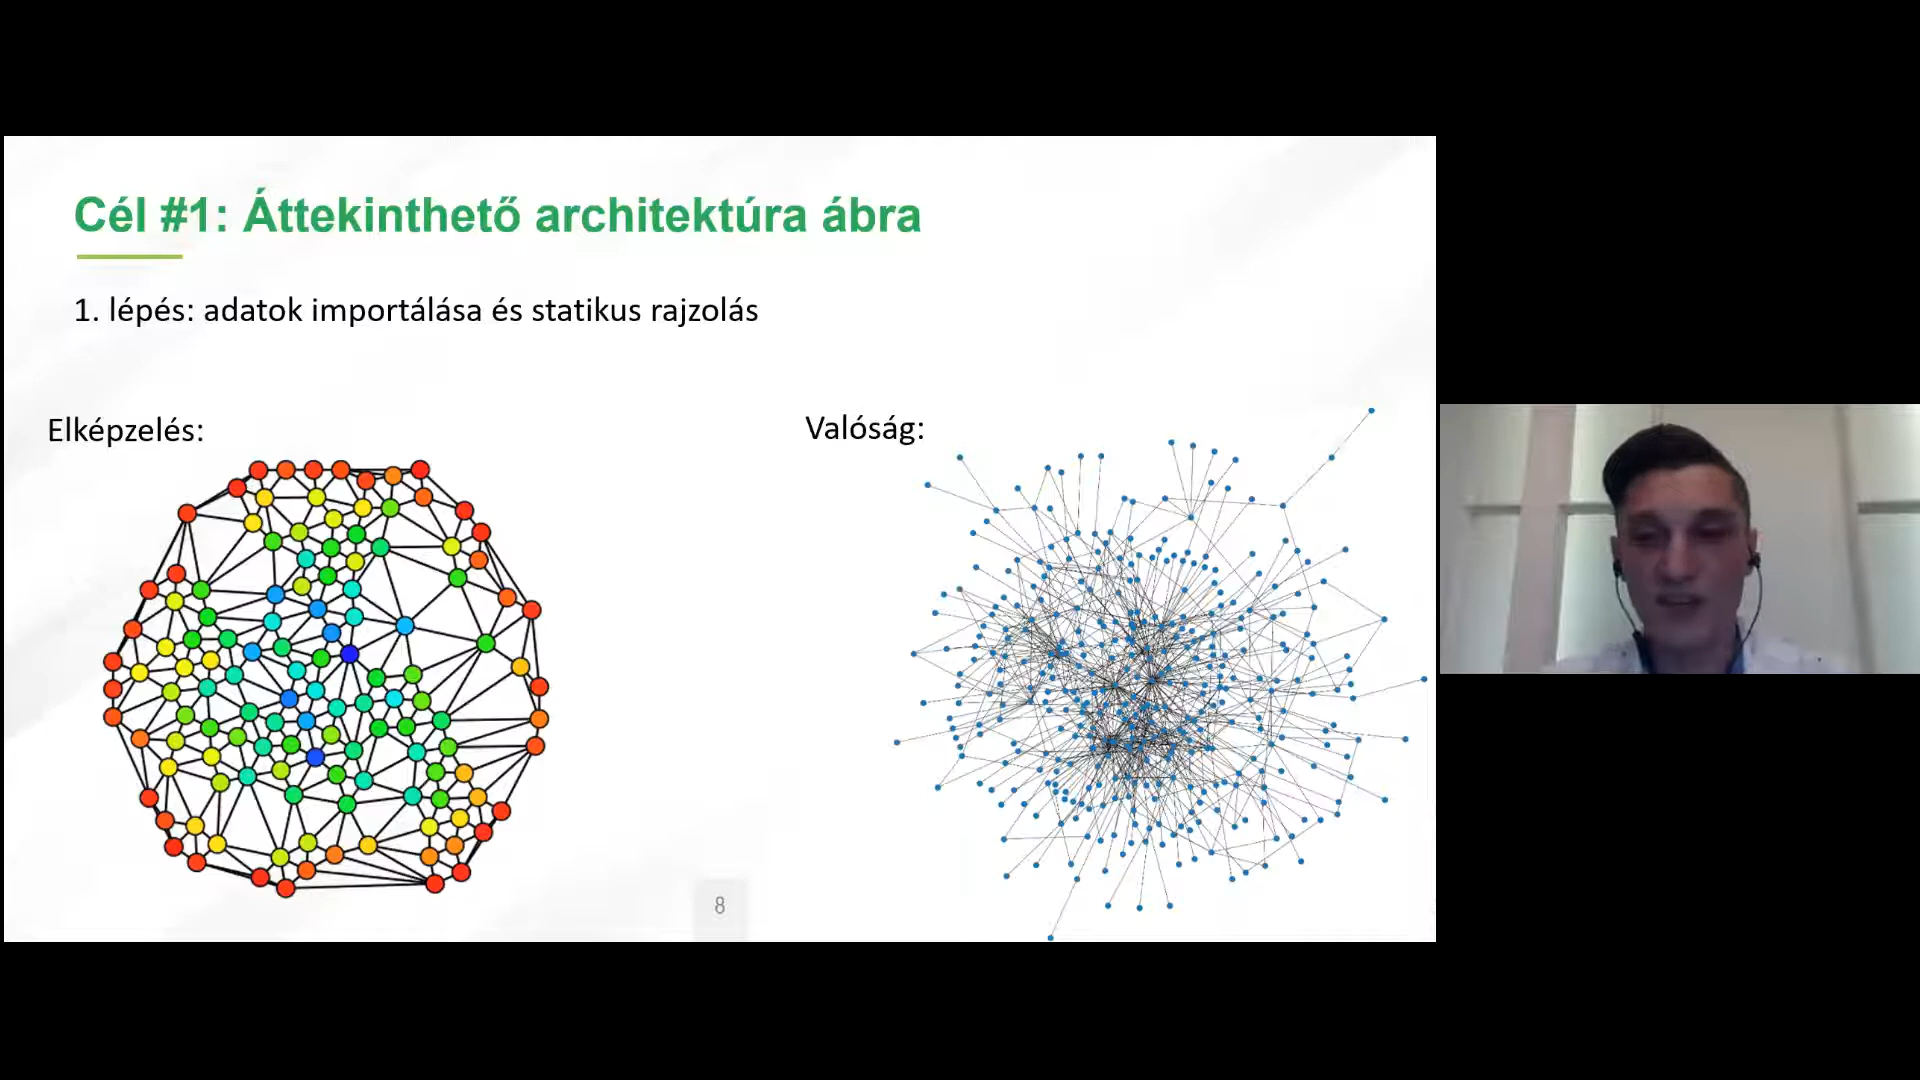 Cél #1: Áttekinthető architektúra ábra
1. lépés: adatok importálása és statikus rajzolás
Elképzelés:
Valóság:
8